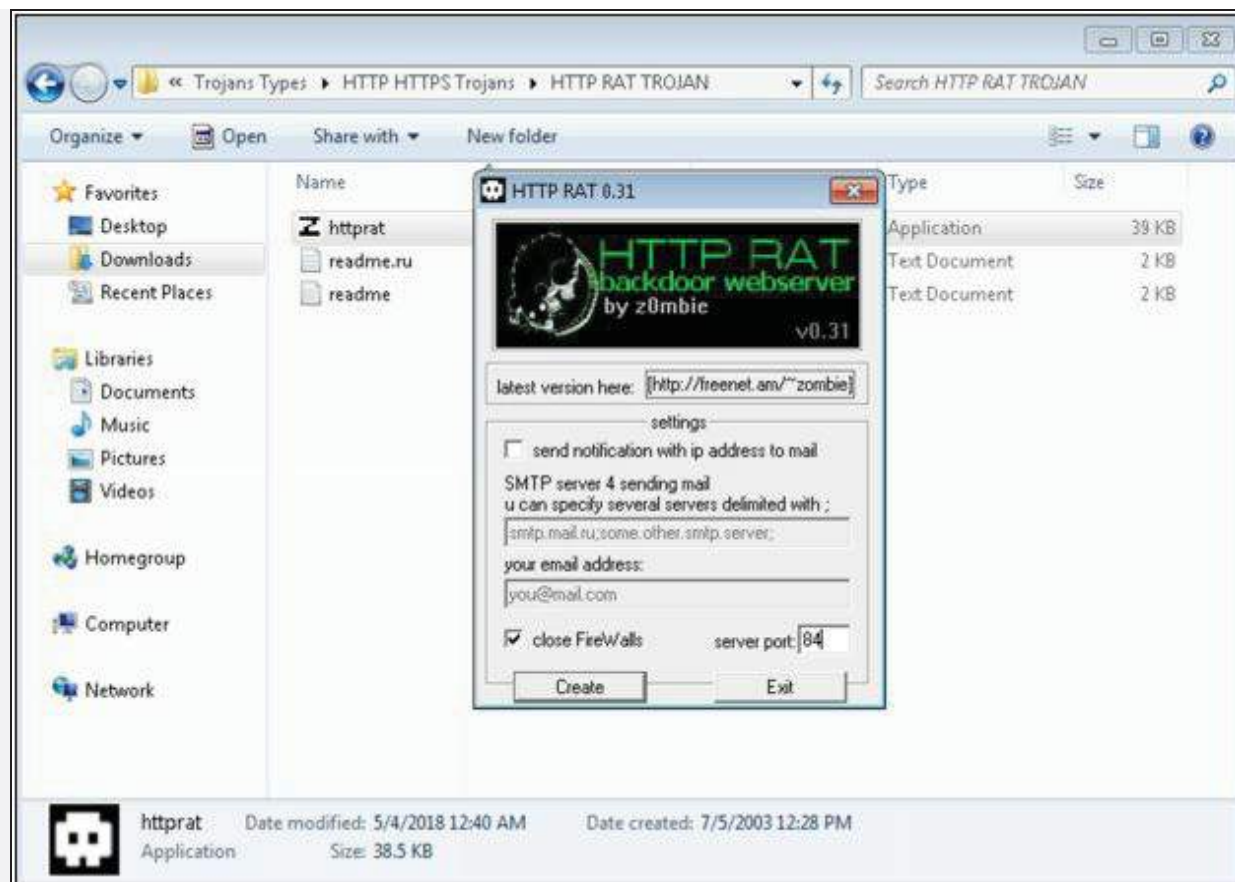 « Trojans Types ▸ HTTP HTTPS Trojans ▸ HTTP RAT TROJAN
Search HTTP RAT TROJAN
Organize Open Share with New folder
Favorites
Desktop
Downloads
Recent Places
Libraries
Documents
Music
Pictures
Videos
Homegroup
Computer
Network
Name Type Size
httprat Application 39 KB
readme.ru Text Document 2 KB
readme Text Document 2 KB
HTTP RAT 0.31
HTTP RAT
backdoor webserver
by z0mbie
v0.31
latest version here: [http://freenet.am/~zombie]
settings
send notification with ip address to mail
SMTP server 4 sending mail
u can specify several servers delimited with ;
smtp.mail.ru;some.other.smtp.server;
your email address:
you@mail.com
close FireWalls server port: 84
Create Exit
httprat Date modified: 5/4/2018 12:40 AM Date created: 7/5/2003 12:28 PM
Application Size: 38.5 KB